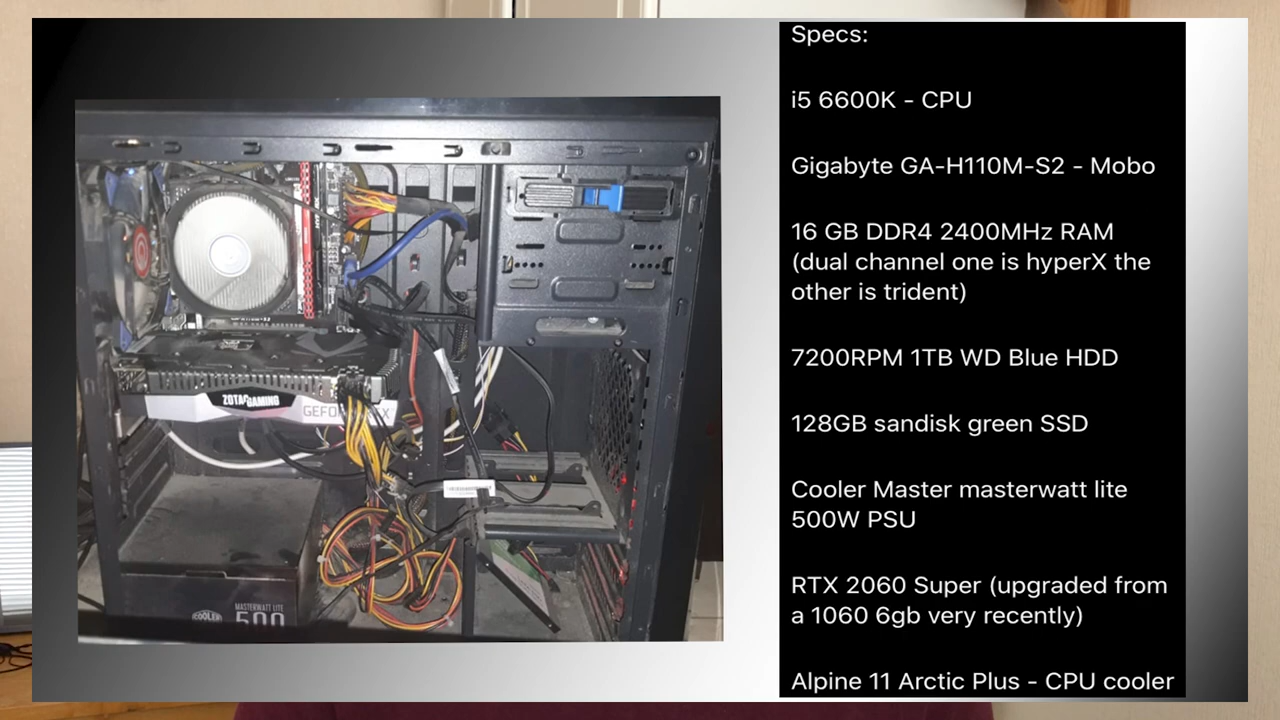 Specs:
i5 6600K - CPU
Gigabyte GA-H110M-S2 - Mobo
16 GB DDR4 2400MHz RAM
(dual channel one is hyperX the
other is trident)
7200RPM 1TB WD Blue HDD
128GB sandisk green SSD
Cooler Master masterwatt lite
500W PSU
RTX 2060 Super (upgraded from
a 1060 6gb very recently)
Alpine 11 Arctic Plus - CPU cooler
ZOTAC GAMING
MASTERWATT LITE
500